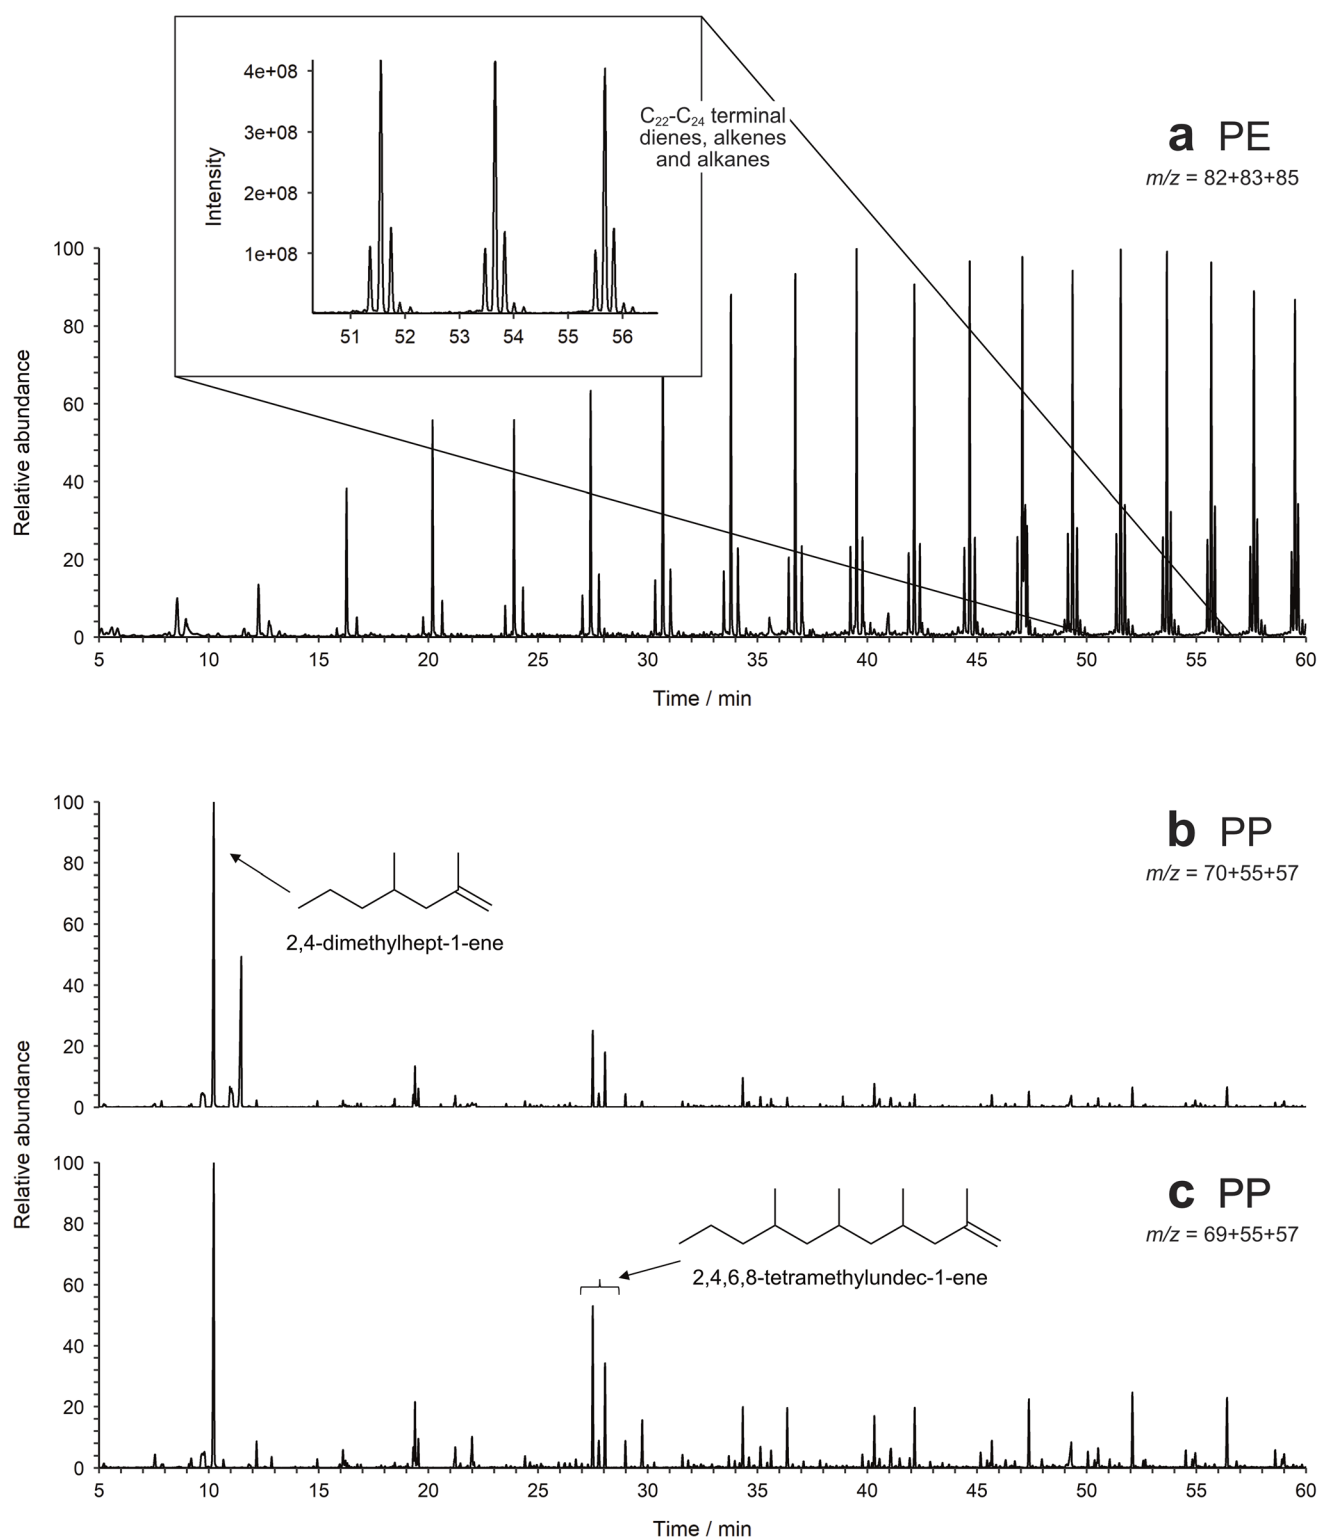 4e+08
3e+08
2e+08
1e+08
Intensity
51 52 53 54 55 56
C₂₂-C₂₄ terminal
dienes, alkenes
and alkanes
a PE
m/z = 82+83+85
100
80
60
40
20
0
Relative abundance
5 10 15 20 25 30 35 40 45 50 55 60
Time / min
b PP
m/z = 70+55+57
100
80
60
40
20
0
2,4-dimethylhept-1-ene
Relative abundance
c PP
m/z = 69+55+57
100
80
60
40
20
0
2,4,6,8-tetramethylundec-1-ene
5 10 15 20 25 30 35 40 45 50 55 60
Time / min